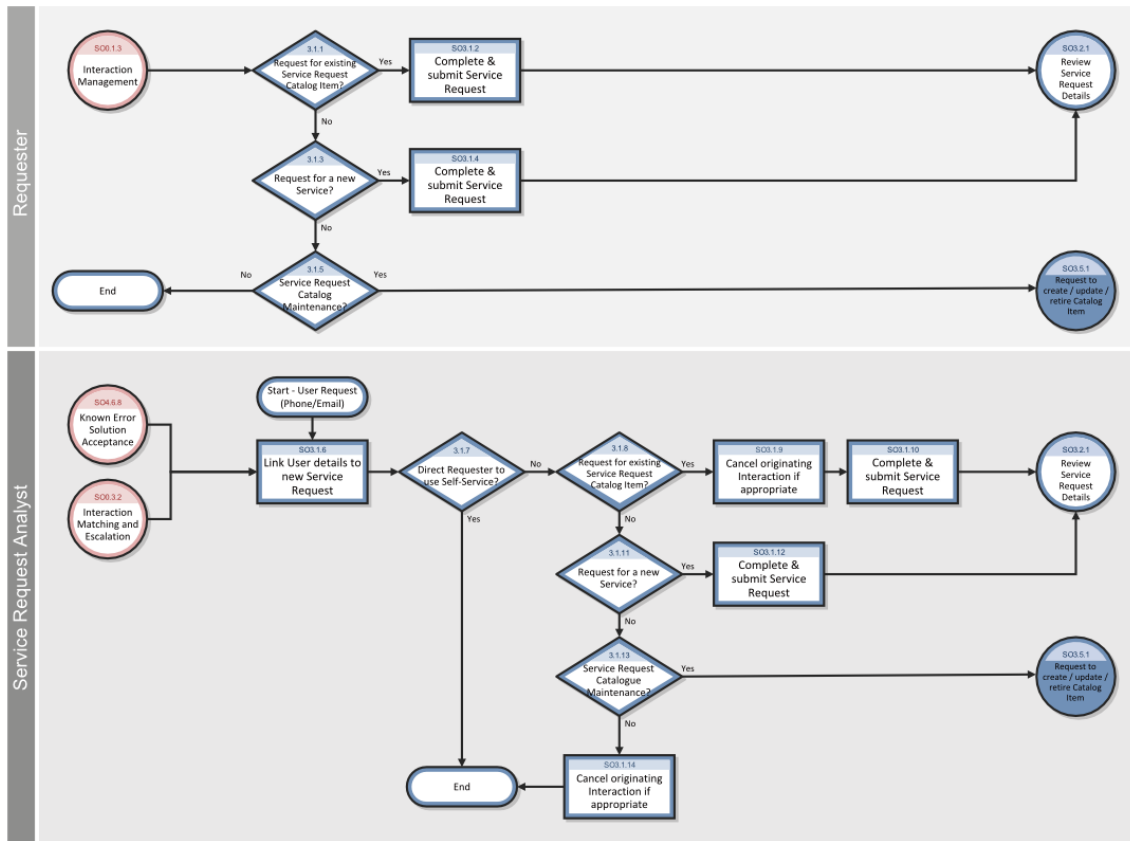 Requester
SO0.1.3
Interaction
Management
3.1.1
Request for existing
Service Request
Catalog Item?
Yes
SO3.1.2
Complete &
submit Service
Request
SO3.2.1
Review
Service
Request
Details
No
3.1.3
Request for a new
Service?
Yes
SO3.1.4
Complete &
submit Service
Request
No
3.1.5
Service Request
Catalog
Maintenance?
No
Yes
End
SO3.5.1
Request to
create / update /
retire Catalog
Item
Service Request Analyst
SO4.6.8
Known Error
Solution
Acceptance
SO0.3.2
Interaction
Matching and
Escalation
Start - User Request
(Phone/Email)
SO3.1.6
Link User details to
new Service
Request
3.1.7
Direct Requester to
use Self-Service?
No
Yes
3.1.8
Request for existing
Service Request
Catalog Item?
Yes
SO3.1.9
Cancel originating
Interaction if
appropriate
SO3.1.10
Complete &
submit Service
Request
SO3.2.1
Review
Service
Request
Details
No
3.1.11
Request for a new
Service?
Yes
SO3.1.12
Complete &
submit Service
Request
No
3.1.13
Service Request
Catalogue
Maintenance?
Yes
SO3.5.1
Request to
create / update /
retire Catalog
Item
No
SO3.1.14
Cancel originating
Interaction if
appropriate
End